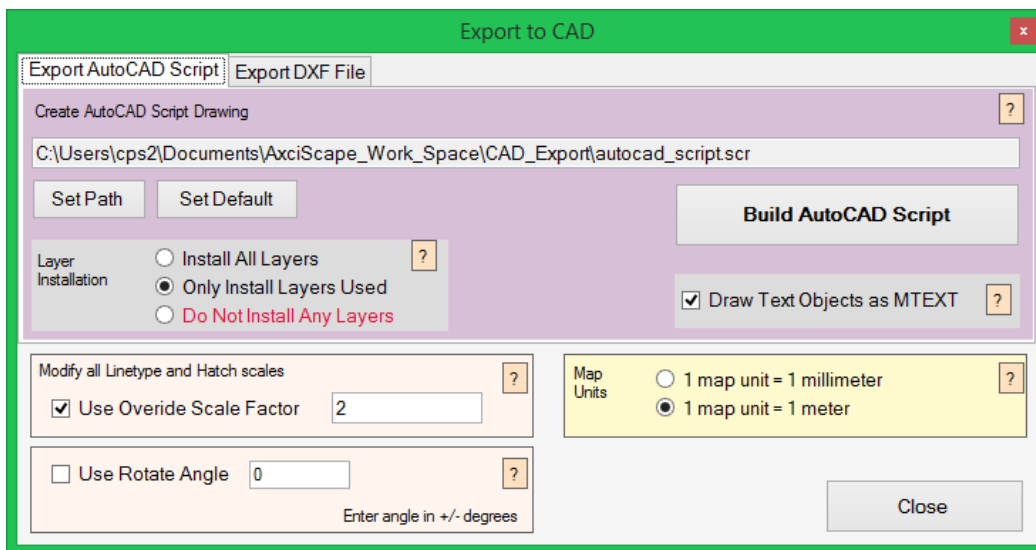 Export to CAD
x
Export AutoCAD Script
Export DXF File
Create AutoCAD Script Drawing
?
C:\Users\cps2\Documents\AxciScape_Work_Space\CAD_Export\autocad_script.scr
Set Path
Set Default
Build AutoCAD Script
Layer
Installation
Install All Layers
?
Only Install Layers Used
Do Not Install Any Layers
Draw Text Objects as MTEXT
?
Modify all Linetype and Hatch scales
?
Use Overide Scale Factor
2
Map
Units
1 map unit = 1 millimeter
1 map unit = 1 meter
?
Use Rotate Angle
0
?
Enter angle in +/- degrees
Close